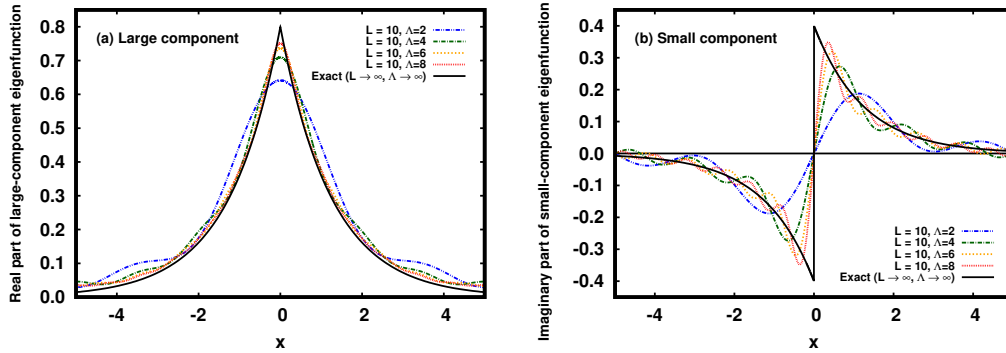 Real part of large-component eigenfunction
0.8
0.7
0.6
0.5
0.4
0.3
0.2
0.1
0.0
(a) Large component
L = 10, Λ=2
L = 10, Λ=4
L = 10, Λ=6
L = 10, Λ=8
Exact (L → ∞, Λ → ∞)
-4
-2
0
2
4
x
Imaginary part of small-component eigenfunction
0.4
0.3
0.2
0.1
0.0
-0.1
-0.2
-0.3
-0.4
(b) Small component
L = 10, Λ=2
L = 10, Λ=4
L = 10, Λ=6
L = 10, Λ=8
Exact (L → ∞, Λ → ∞)
-4
-2
0
2
4
x